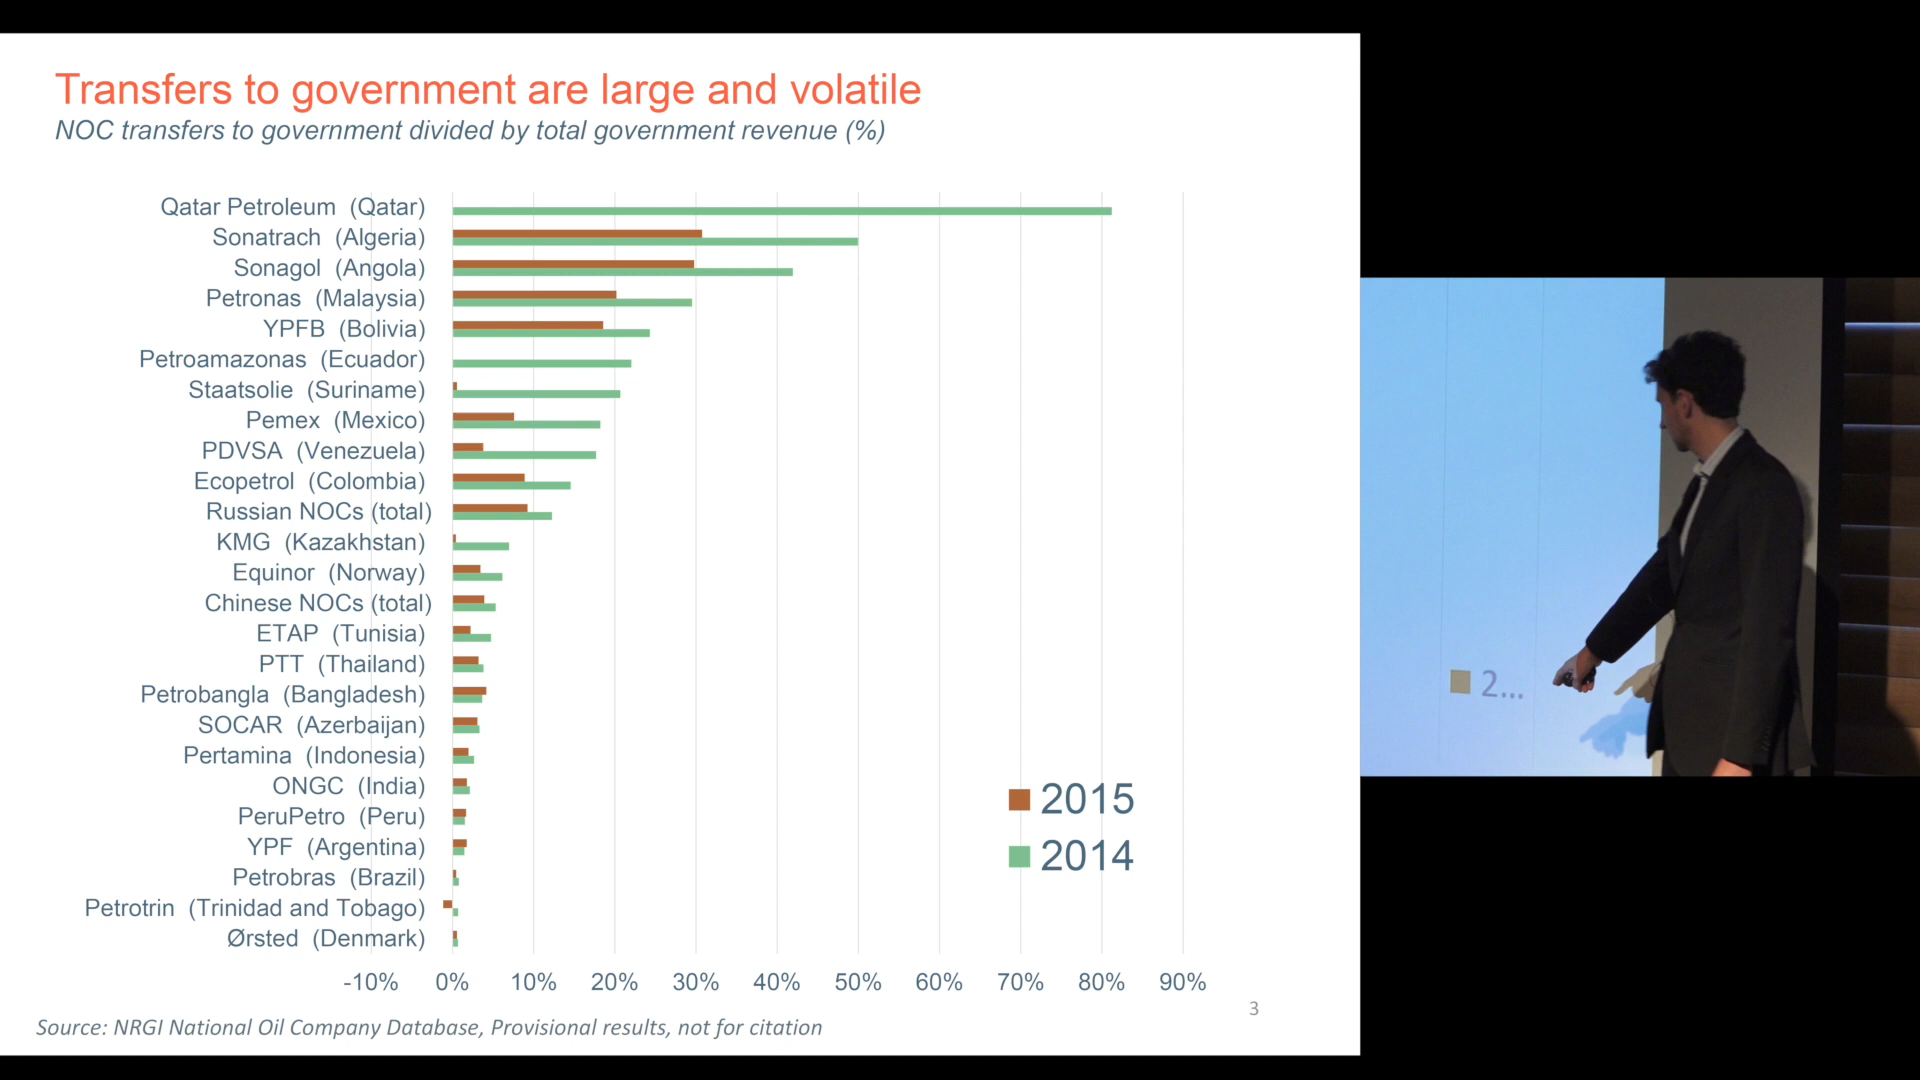 Transfers to government are large and volatile
NOC transfers to government divided by total government revenue (%)
Qatar Petroleum (Qatar)
Sonatrach (Algeria)
Sonagol (Angola)
Petronas (Malaysia)
YPFB (Bolivia)
Petroamazonas (Ecuador)
Staatsolie (Suriname)
Pemex (Mexico)
PDVSA (Venezuela)
Ecopetrol (Colombia)
Russian NOCs (total)
KMG (Kazakhstan)
Equinor (Norway)
Chinese NOCs (total)
ETAP (Tunisia)
PTT (Thailand)
Petrobangla (Bangladesh)
SOCAR (Azerbaijan)
Pertamina (Indonesia)
ONGC (India)
PeruPetro (Peru)
YPF (Argentina)
Petrobras (Brazil)
Petrotrin (Trinidad and Tobago)
Ørsted (Denmark)
2015
2014
-10% 0% 10% 20% 30% 40% 50% 60% 70% 80% 90%
3
Source: NRGI National Oil Company Database, Provisional results, not for citation
2...